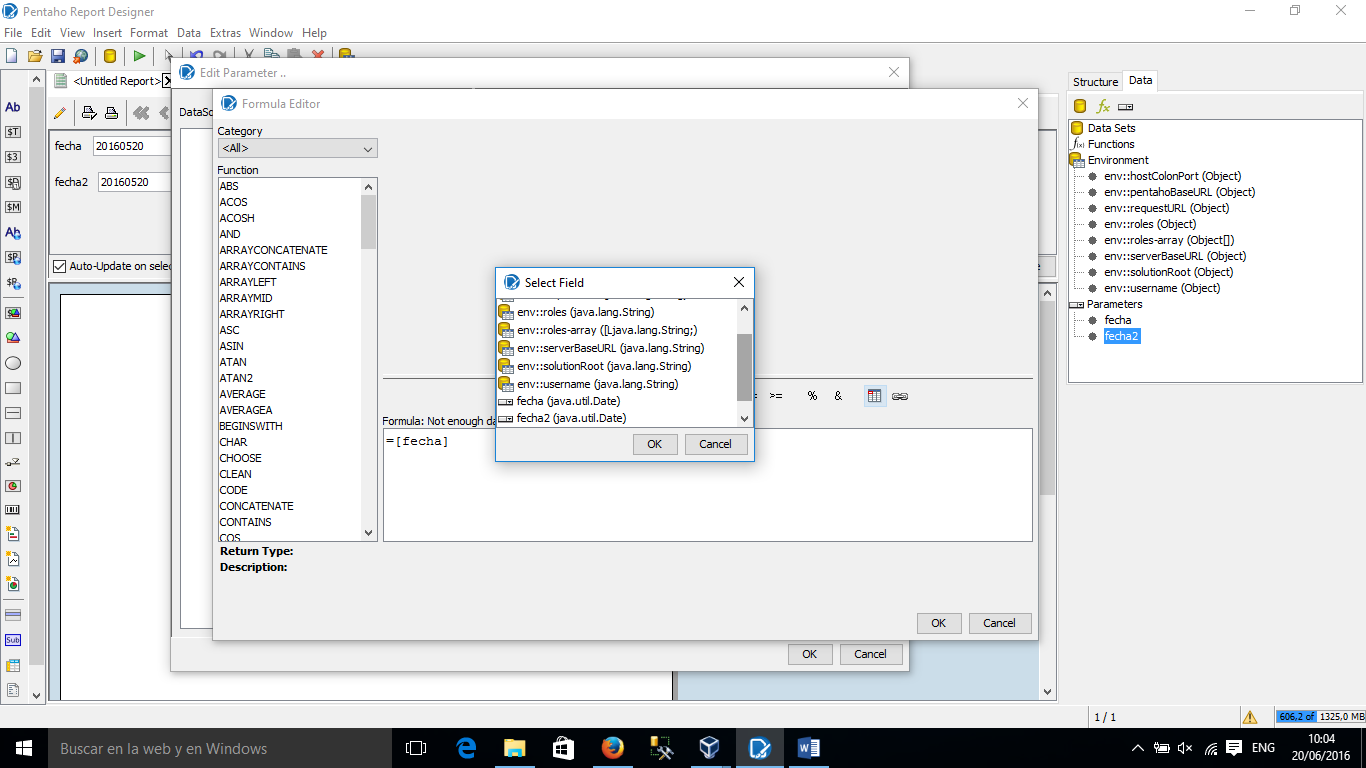 Pentaho Report Designer
File Edit View Insert Format Data Extras Window Help
<Untitled Report>
Edit Parameter ..
Structure Data
Formula Editor
DataSo
Category
<All>
Function
fecha 20160520
fecha2 20160520
Auto-Update on selec
ABS
ACOS
ACOSH
AND
ARRAYCONCATENATE
ARRAYCONTAINS
ARRAYLEFT
ARRAYMID
ARRAYRIGHT
ASC
ASIN
ATAN
ATAN2
AVERAGE
AVERAGEA
BEGINSWITH
CHAR
CHOOSE
CLEAN
CODE
CONCATENATE
CONTAINS
COS
Return Type:
Description:
Select Field
env::roles (java.lang.String)
env::roles-array ([Ljava.lang.String;)
env::serverBaseURL (java.lang.String)
env::solutionRoot (java.lang.String)
env::username (java.lang.String)
fecha (java.util.Date)
fecha2 (java.util.Date)
OK Cancel
>= % &
Formula: Not enough da
=[fecha]
OK Cancel
OK Cancel
Data Sets
Functions
Environment
env::hostColonPort (Object)
env::pentahoBaseURL (Object)
env::requestURL (Object)
env::roles (Object)
env::roles-array (Object[])
env::serverBaseURL (Object)
env::solutionRoot (Object)
env::username (Object)
Parameters
fecha
fecha2
Ab
$T
$3
$M
Ab
Sub
1 / 1
606,2 of 1325,0 MB
Buscar en la web y en Windows
ENG
10:04
20/06/2016